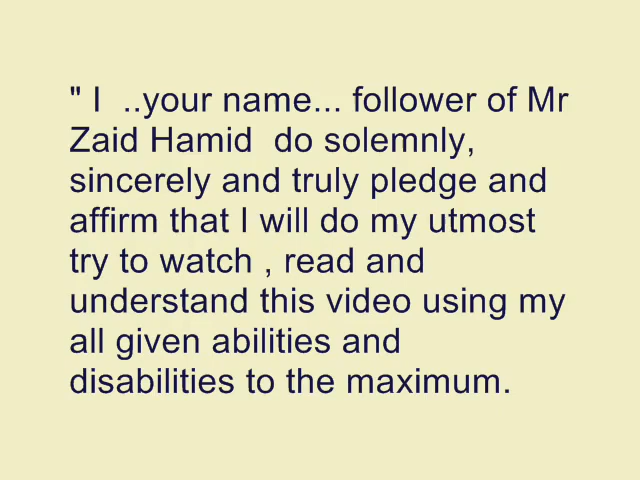 " I  ..your name... follower of Mr
Zaid Hamid  do solemnly,
sincerely and truly pledge and
affirm that I will do my utmost
try to watch , read and
understand this video using my
all given abilities and
disabilities to the maximum.